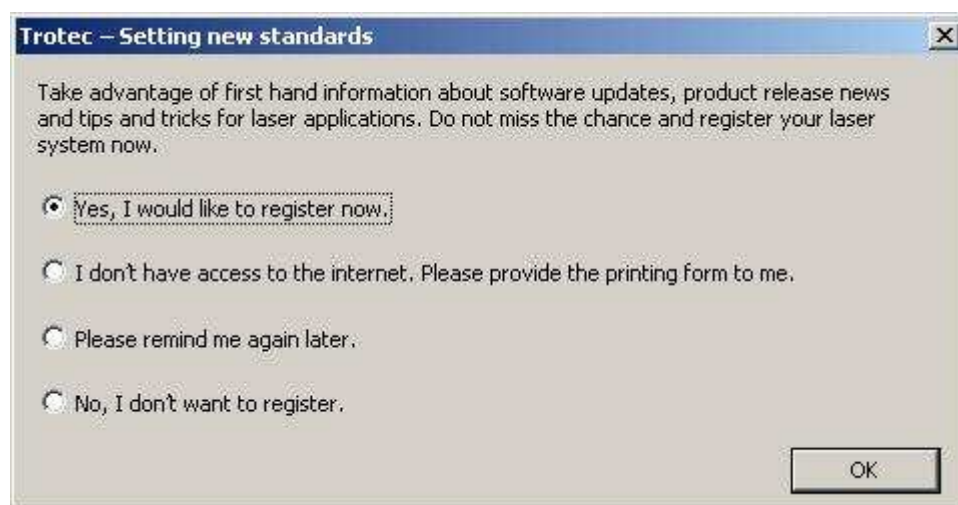 Trotec – Setting new standards
Take advantage of first hand information about software updates, product release news
and tips and tricks for laser applications. Do not miss the chance and register your laser
system now.
Yes, I would like to register now.
I don't have access to the internet. Please provide the printing form to me.
Please remind me again later.
No, I don't want to register.
OK